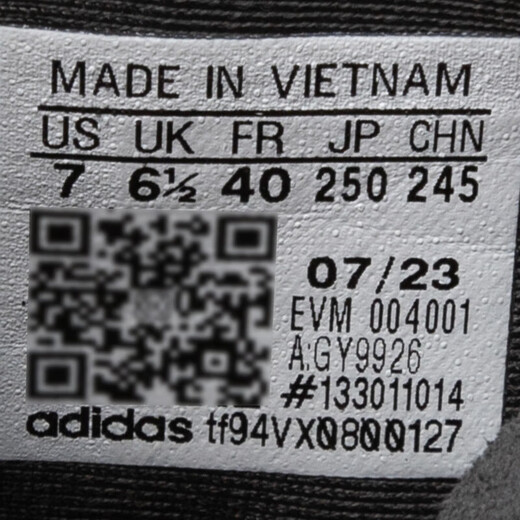 MADE IN VIETNAM
US UK FR JP CHN
7 6½ 40 250 245
07/23
EVM 004001
A:GY9926
#133011014
adidas tf94VX0800127